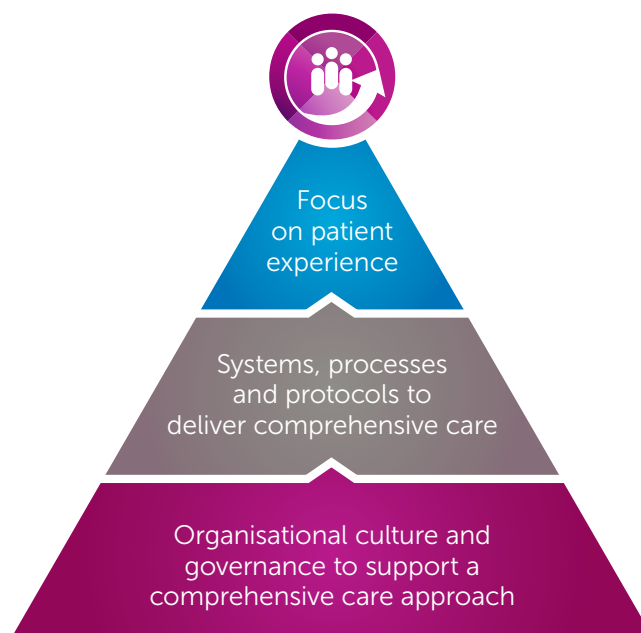 Focus
on patient
experience
Systems, processes
and protocols to
deliver comprehensive care
Organisational culture and
governance to support a
comprehensive care approach